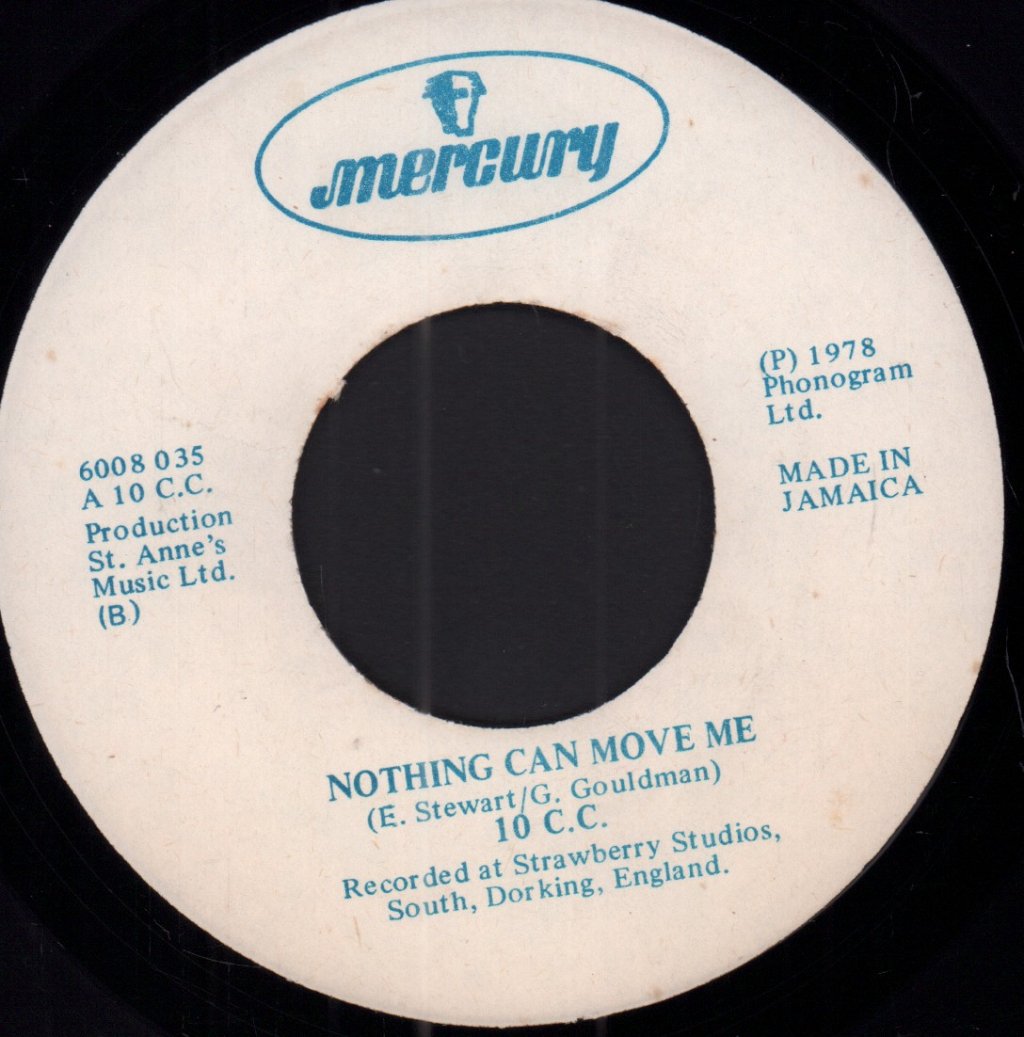 mercury
(P) 1978
Phonogram
Ltd.
MADE IN
JAMAICA
6008 035
A 10 C.C.
Production
St. Anne's
Music Ltd.
(B)
NOTHING CAN MOVE ME
(E. Stewart/G. Gouldman)
10 C.C.
Recorded at Strawberry Studios,
South, Dorking, England.